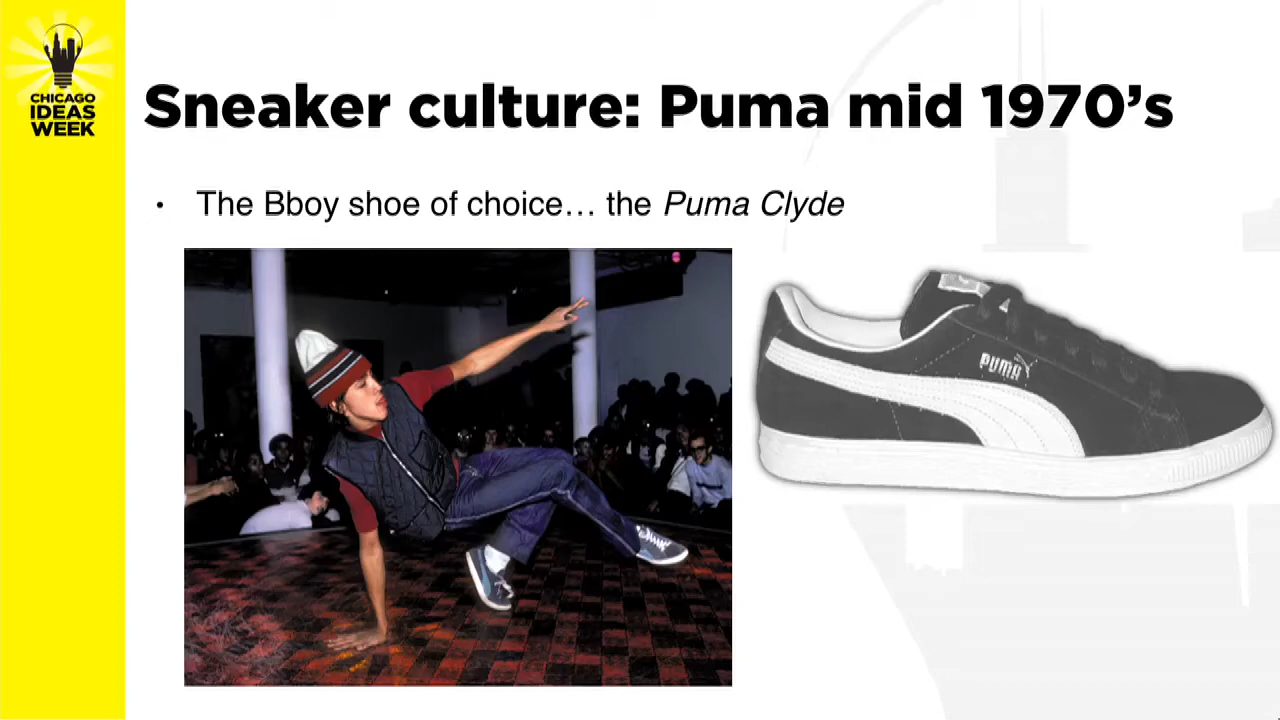 CHICAGO
IDEAS
WEEK
Sneaker culture: Puma mid 1970’s
• The Bboy shoe of choice… the Puma Clyde
PUMA